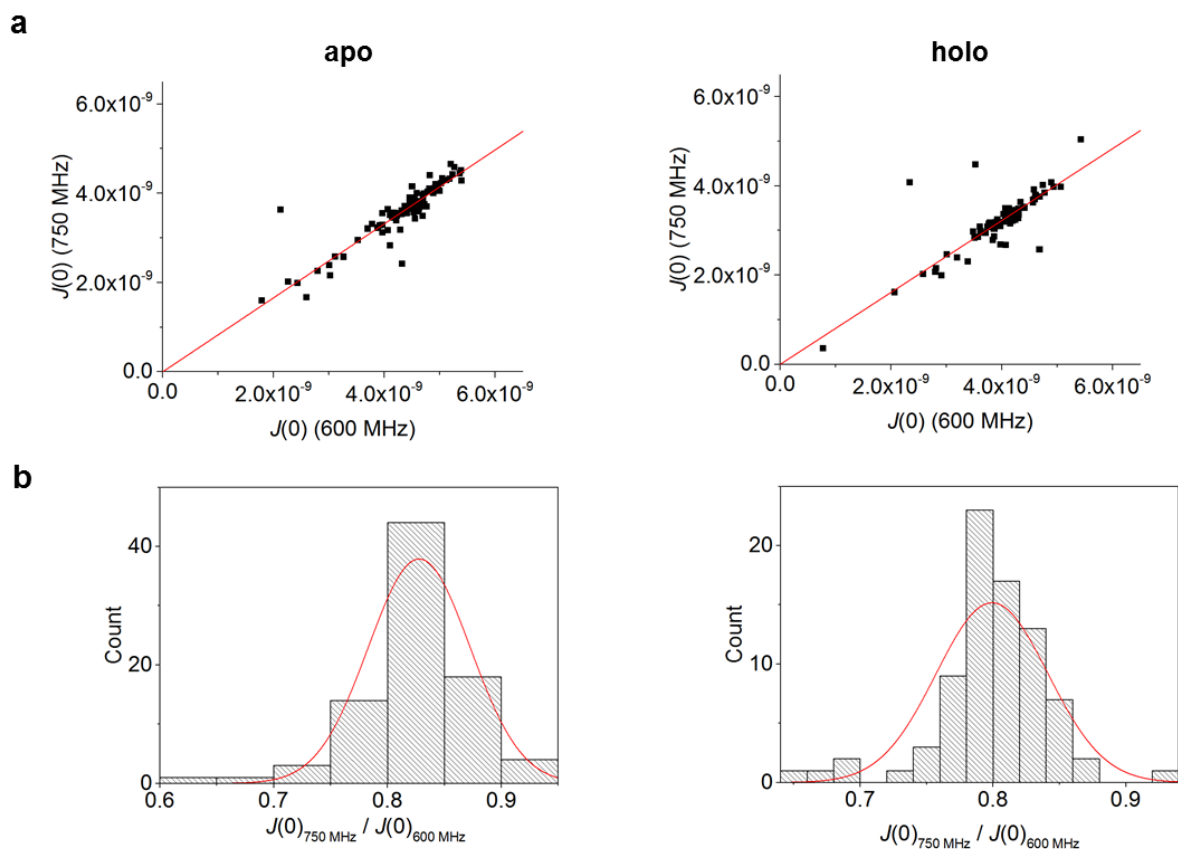 a
apo
holo
6.0x10⁻⁹
4.0x10⁻⁹
2.0x10⁻⁹
0.0
J(0) (750 MHz)
0.0
2.0x10⁻⁹
4.0x10⁻⁹
6.0x10⁻⁹
J(0) (600 MHz)
6.0x10⁻⁹
4.0x10⁻⁹
2.0x10⁻⁹
0.0
J(0) (750 MHz)
0.0
2.0x10⁻⁹
4.0x10⁻⁹
6.0x10⁻⁹
J(0) (600 MHz)
b
40
20
0
Count
0.6
0.7
0.8
0.9
J(0)750 MHz / J(0)600 MHz
20
10
0
Count
0.7
0.8
0.9
J(0)750 MHz / J(0)600 MHz